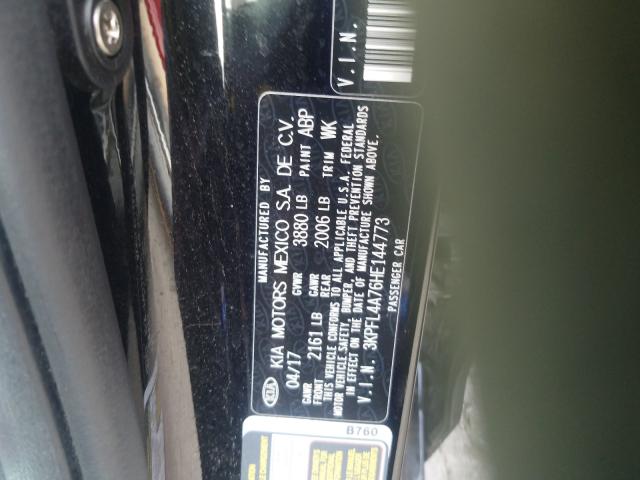 V.I.N.
MANUFACTURED BY
KIA KIA MOTORS MEXICO S.A. DE C.V.
04/17 GVWR 3880 LB PAINT ABP
GAWR FRONT 2161 LB GAWR REAR 2006 LB TRIM WK
THIS VEHICLE CONFORMS TO ALL APPLICABLE U.S.A. FEDERAL
MOTOR VEHICLE SAFETY, BUMPER, AND THEFT PREVENTION STANDARDS
IN EFFECT ON THE DATE OF MANUFACTURE SHOWN ABOVE.
V.I.N. 3KPFL4A76HE144773
PASSENGER CAR
B760